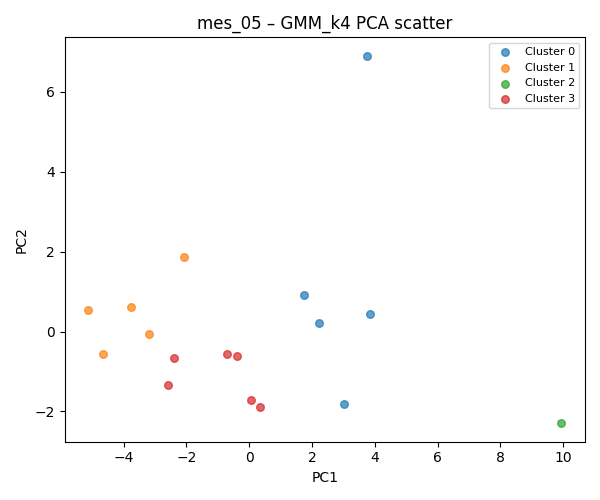 mes_05 – GMM_k4 PCA scatter
Cluster 0
Cluster 1
Cluster 2
Cluster 3
PC2
6
4
2
0
−2
−4 −2 0 2 4 6 8 10
PC1